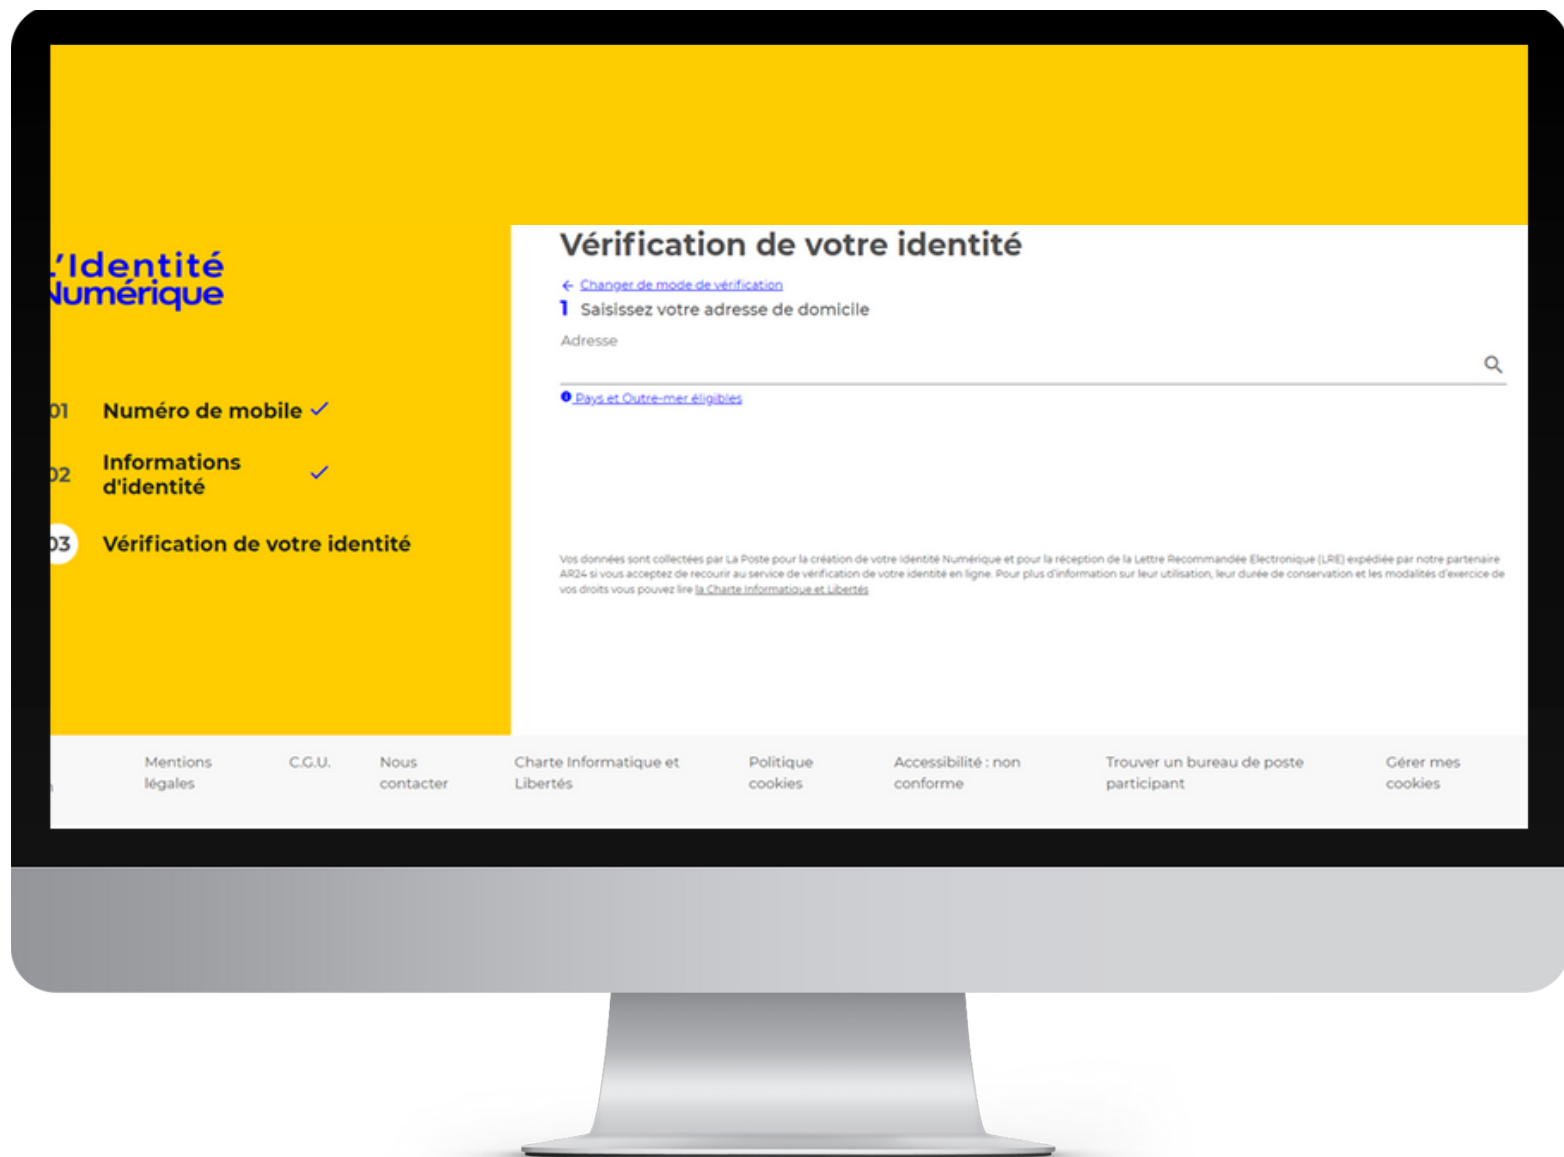 L'Identité
Numérique
01 Numéro de mobile
02 Informations
d'identité
03 Vérification de votre identité
Vérification de votre identité
Changer de mode de vérification
1 Saisissez votre adresse de domicile
Adresse
Pays et Outre-mer éligibles
Vos données sont collectées par La Poste pour la création de votre Identité Numérique et pour la réception de la Lettre Recommandée Electronique (LRE) expédiée par notre partenaire
AR24 si vous acceptez de recourir au service de vérification de votre identité en ligne. Pour plus d'information sur leur utilisation, leur durée de conservation et les modalités d'exercice de
vos droits vous pouvez lire la Charte Informatique et Libertés
Mentions
légales
C.G.U.
Nous
contacter
Charte Informatique et
Libertés
Politique
cookies
Accessibilité : non
conforme
Trouver un bureau de poste
participant
Gérer mes
cookies